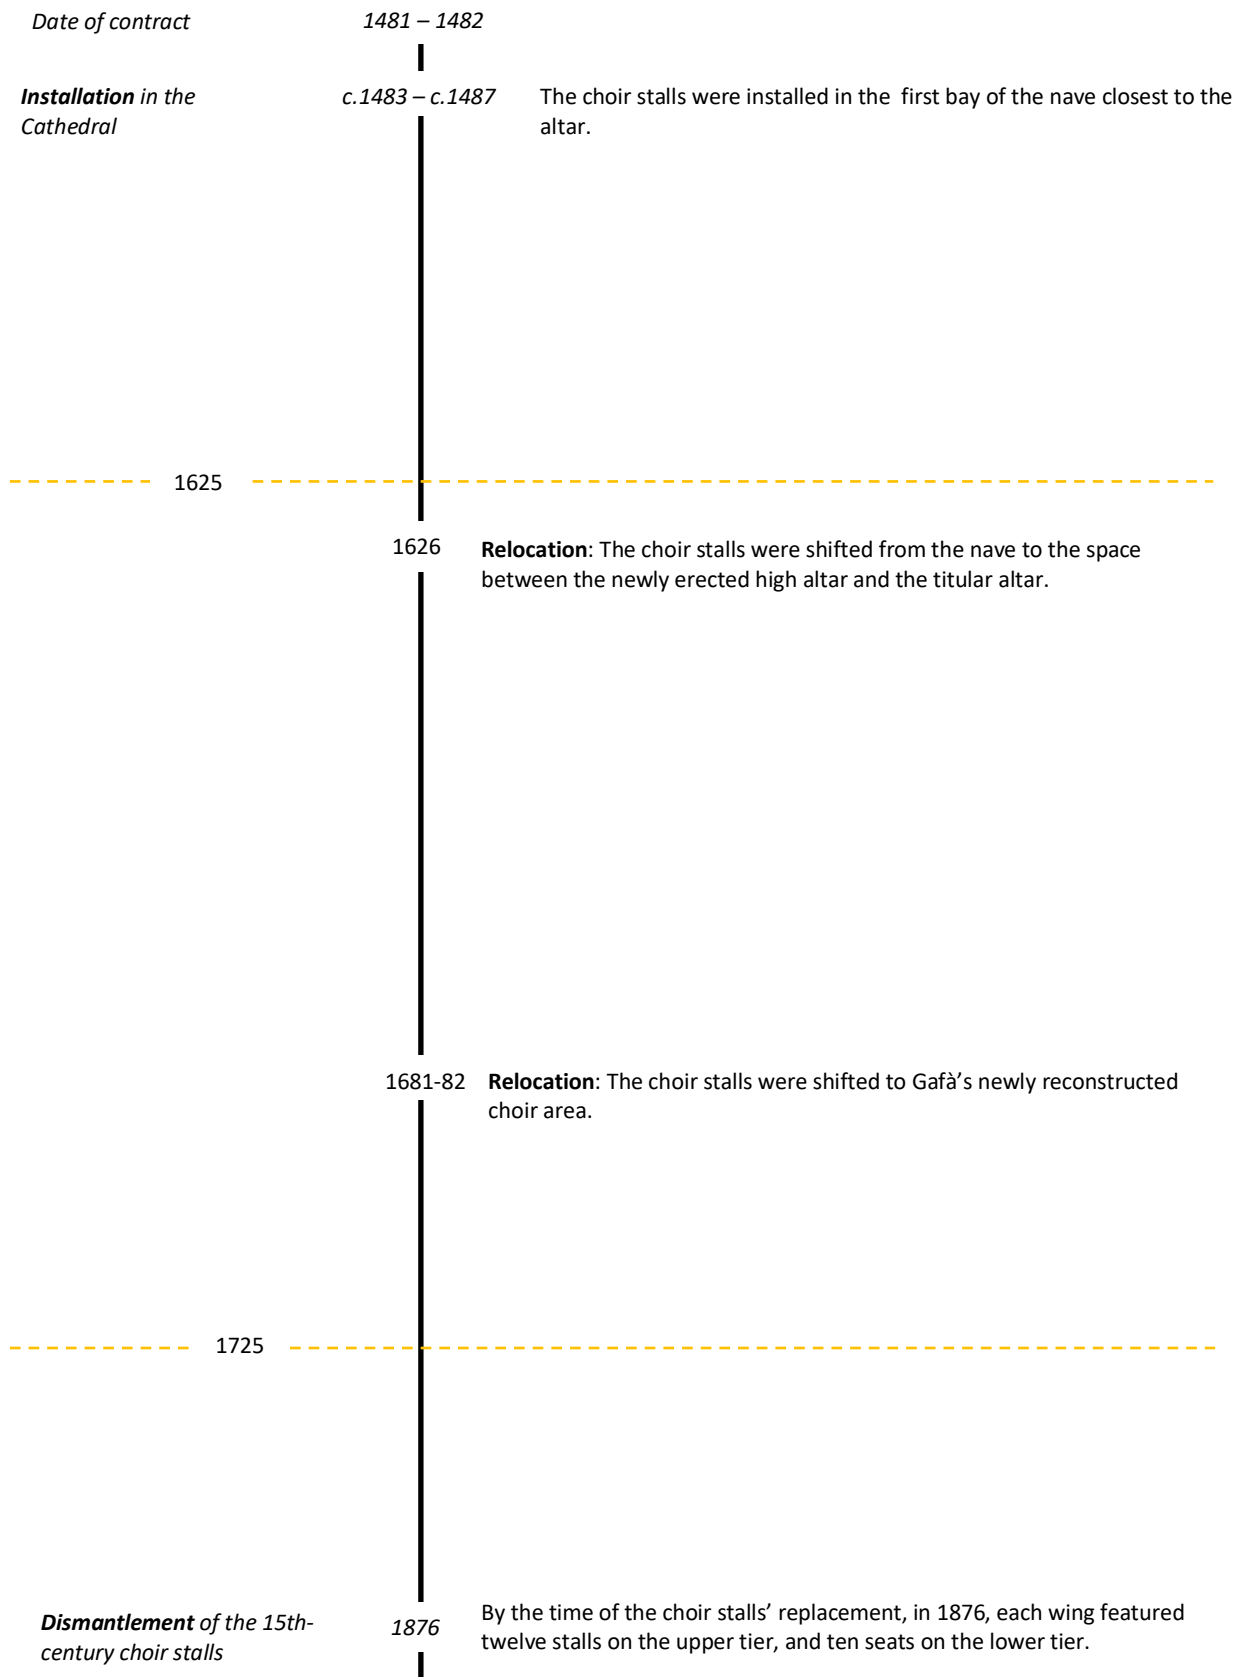 Date of contract 1481 – 1482
Installation in the c.1483 – c.1487 The choir stalls were installed in the first bay of the nave closest to the
Cathedral altar.
1625
1626 Relocation: The choir stalls were shifted from the nave to the space
between the newly erected high altar and the titular altar.
1681-82 Relocation: The choir stalls were shifted to Gafà’s newly reconstructed
choir area.
1725
Dismantlement of the 15th- 1876 By the time of the choir stalls’ replacement, in 1876, each wing featured
century choir stalls twelve stalls on the upper tier, and ten seats on the lower tier.